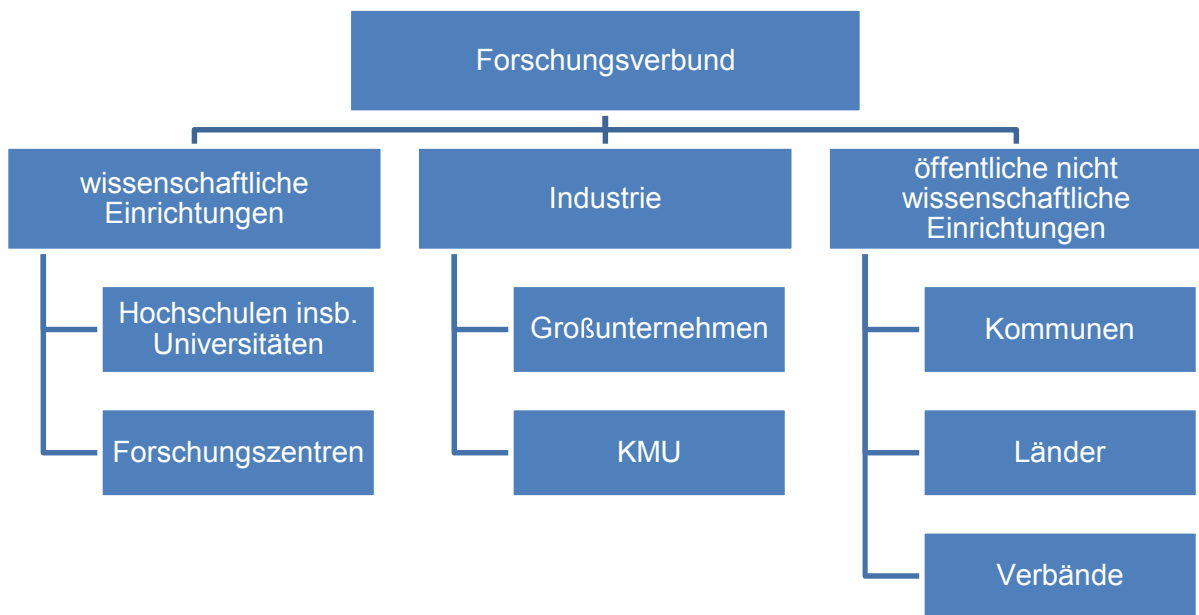 Forschungsverbund
wissenschaftliche
Einrichtungen
Hochschulen insb.
Universitäten
Forschungszentren
Industrie
Großunternehmen
KMU
öffentliche nicht
wissenschaftliche
Einrichtungen
Kommunen
Länder
Verbände